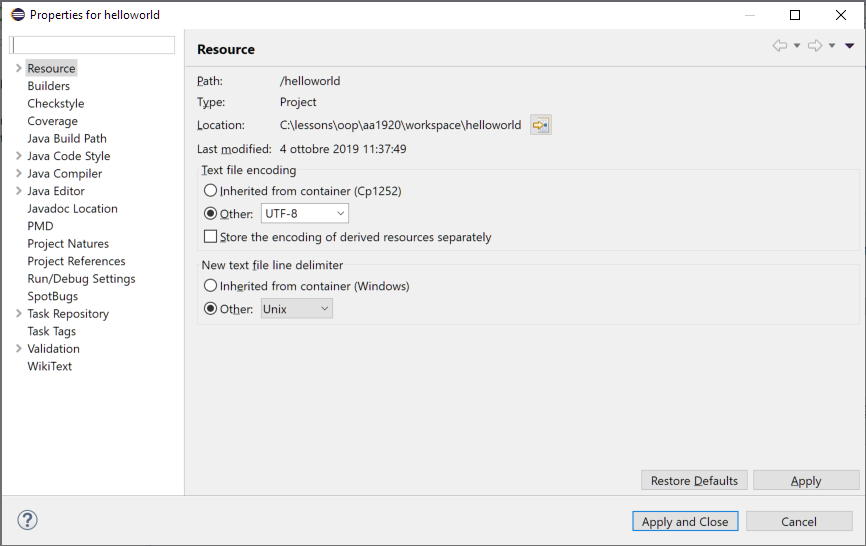 Properties for helloworld
Resource
Builders
Checkstyle
Coverage
Java Build Path
Java Code Style
Java Compiler
Java Editor
Javadoc Location
PMD
Project Natures
Project References
Run/Debug Settings
SpotBugs
Task Repository
Task Tags
Validation
WikiText
Resource
Path: /helloworld
Type: Project
Location: C:\lessons\oop\aa1920\workspace\helloworld
Last modified: 4 ottobre 2019 11:37:49
Text file encoding
Inherited from container (Cp1252)
Other: UTF-8
Store the encoding of derived resources separately
New text file line delimiter
Inherited from container (Windows)
Other: Unix
Restore Defaults Apply
? Apply and Close Cancel